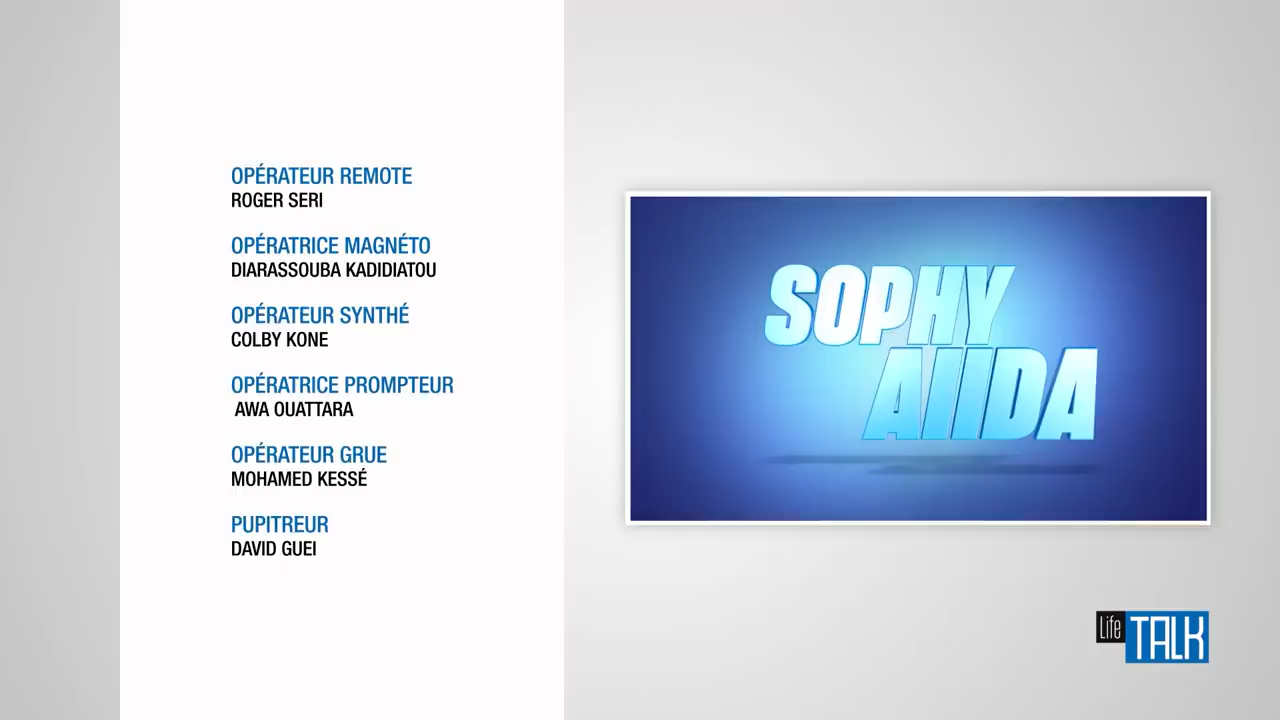 OPÉRATEUR REMOTE
ROGER SERI
OPÉRATRICE MAGNÉTO
DIARASSOUBA KADIDIATOU
OPÉRATEUR SYNTHÉ
COLBY KONE
OPÉRATRICE PROMPTEUR
AWA OUATTARA
OPÉRATEUR GRUE
MOHAMED KESSÉ
PUPITREUR
DAVID GUEI
SOPHY
AIIDA
Life TALK